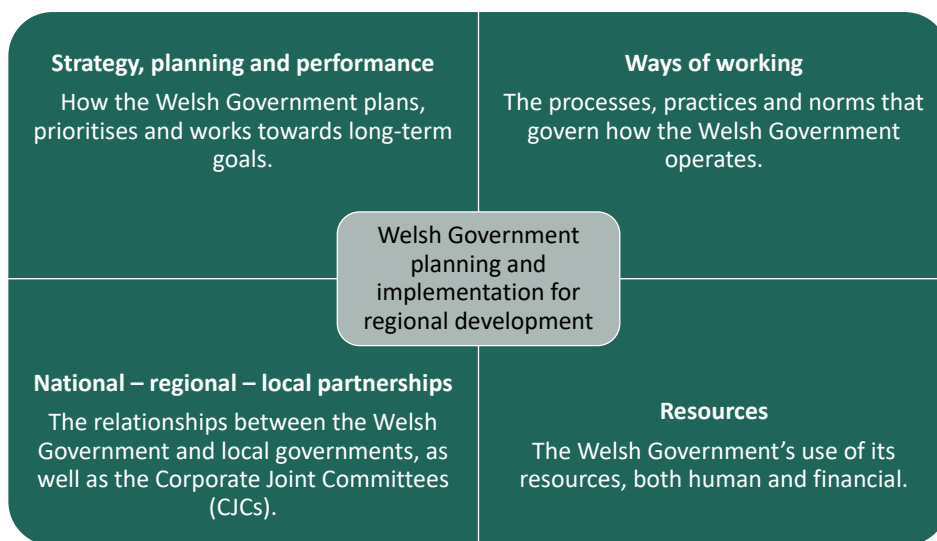 Strategy, planning and performance
How the Welsh Government plans,
prioritises and works towards long-term
goals.
Ways of working
The processes, practices and norms that
govern how the Welsh Government
operates.
Welsh Government
planning and
implementation for
regional development
National – regional – local partnerships
The relationships between the Welsh
Government and local governments, as
well as the Corporate Joint Committees
(CJCs).
Resources
The Welsh Government’s use of its
resources, both human and financial.